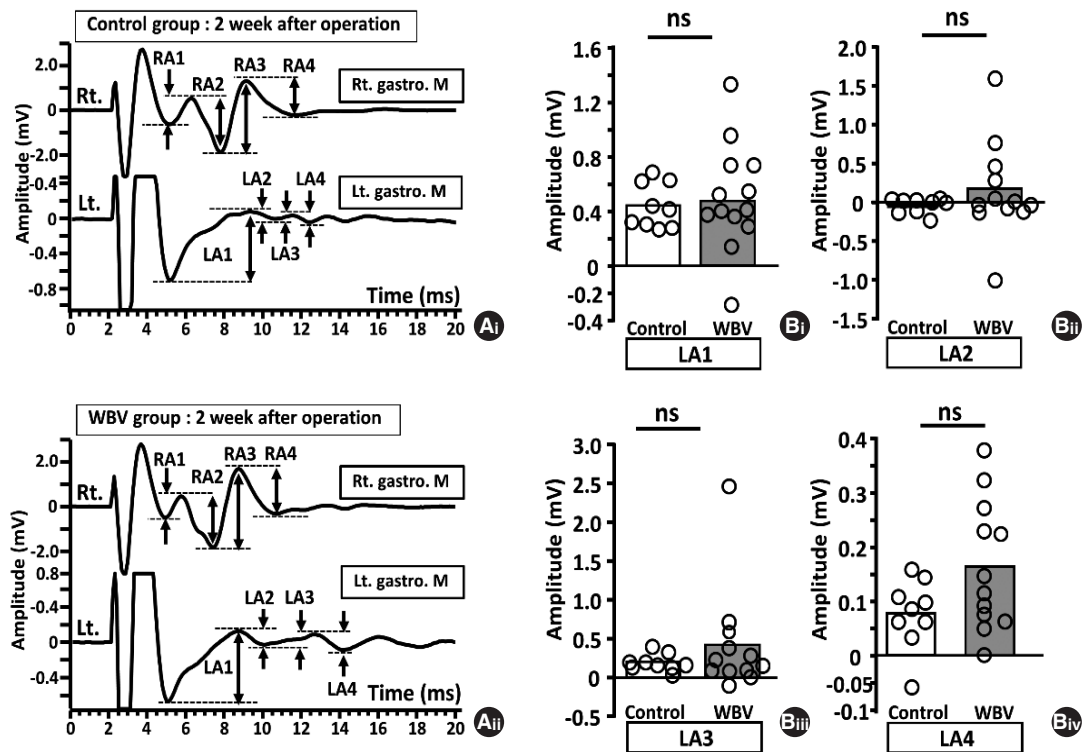 Control group : 2 week after operation
Amplitude (mV)
2.0
0
-2.0
-0.4
0
-0.4
-0.8
Rt.
RA1
RA2
RA3
RA4
Rt. gastro. M
Lt.
LA1
LA2
LA3
LA4
Lt. gastro. M
Time (ms)
0 2 4 6 8 10 12 14 16 18 20
Ai
ns
Amplitude (mV)
1.6
1.2
0.8
0.4
0
-0.4
Control WBV
LA1
Bi
ns
Amplitude (mV)
2.0
1.5
1.0
0.5
0
-0.5
-1.0
-1.5
Control WBV
LA2
Bii
WBV group : 2 week after operation
Amplitude (mV)
2.0
0
-2.0
0.8
-0.4
0
-0.4
Rt.
RA1
RA2
RA3
RA4
Rt. gastro. M
Lt.
LA1
LA2
LA3
LA4
Lt. gastro. M
Time (ms)
0 2 4 6 8 10 12 14 16 18 20
Aii
ns
Amplitude (mV)
3.0
2.5
2.0
1.5
1.0
0.5
0
-0.5
Control WBV
LA3
Biii
ns
Amplitude (mV)
0.4
0.3
0.2
0.1
0
-0.05
-0.1
Control WBV
LA4
Biv